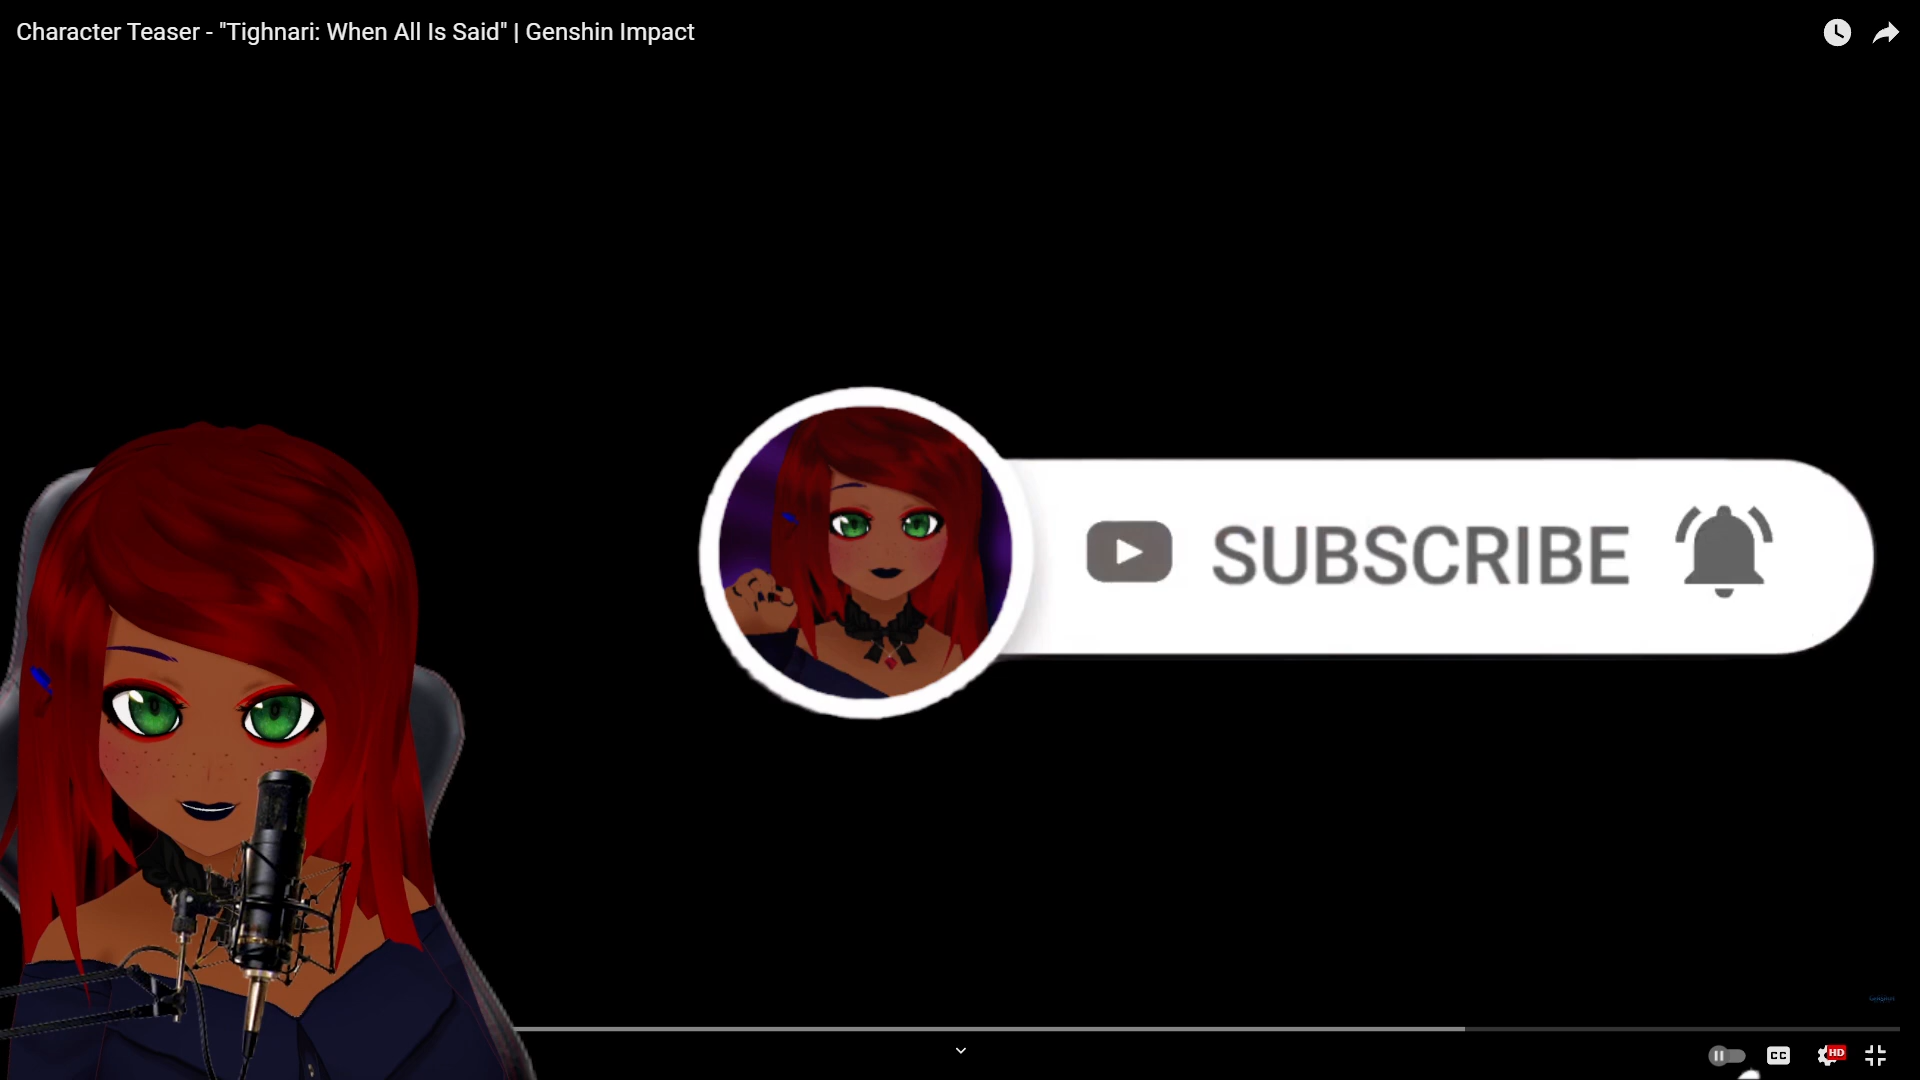 Character Teaser - "Tighnari: When All Is Said" | Genshin Impact
SUBSCRIBE
CC
HD